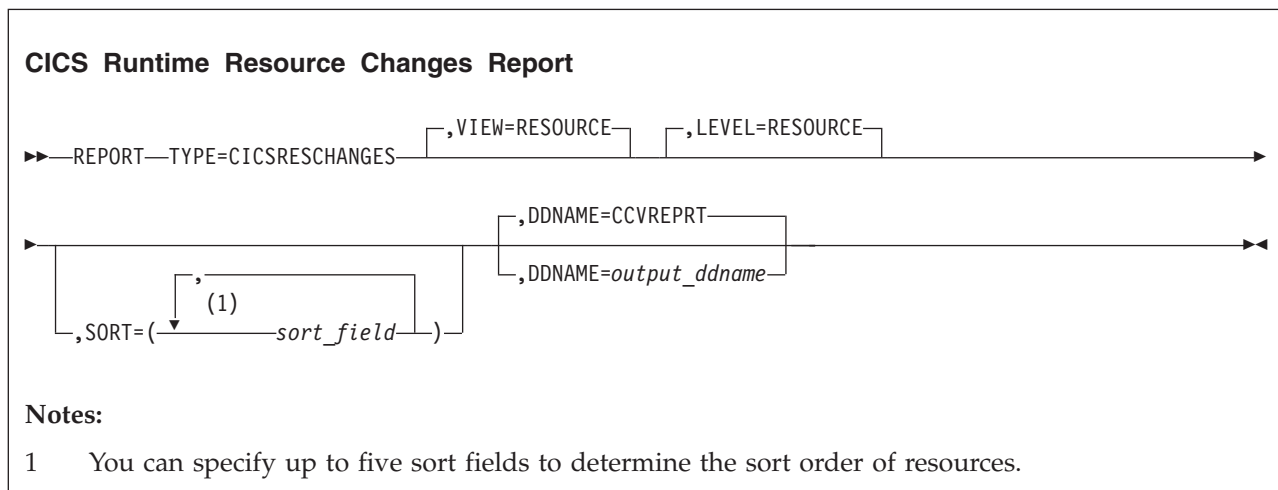 CICS Runtime Resource Changes Report
,VIEW=RESOURCE ,LEVEL=RESOURCE
REPORT TYPE=CICSRESCHANGES
,DDNAME=CCVREPRT
,DDNAME=output_ddname
,
(1)
,SORT=( sort_field )
Notes:
1 You can specify up to five sort fields to determine the sort order of resources.